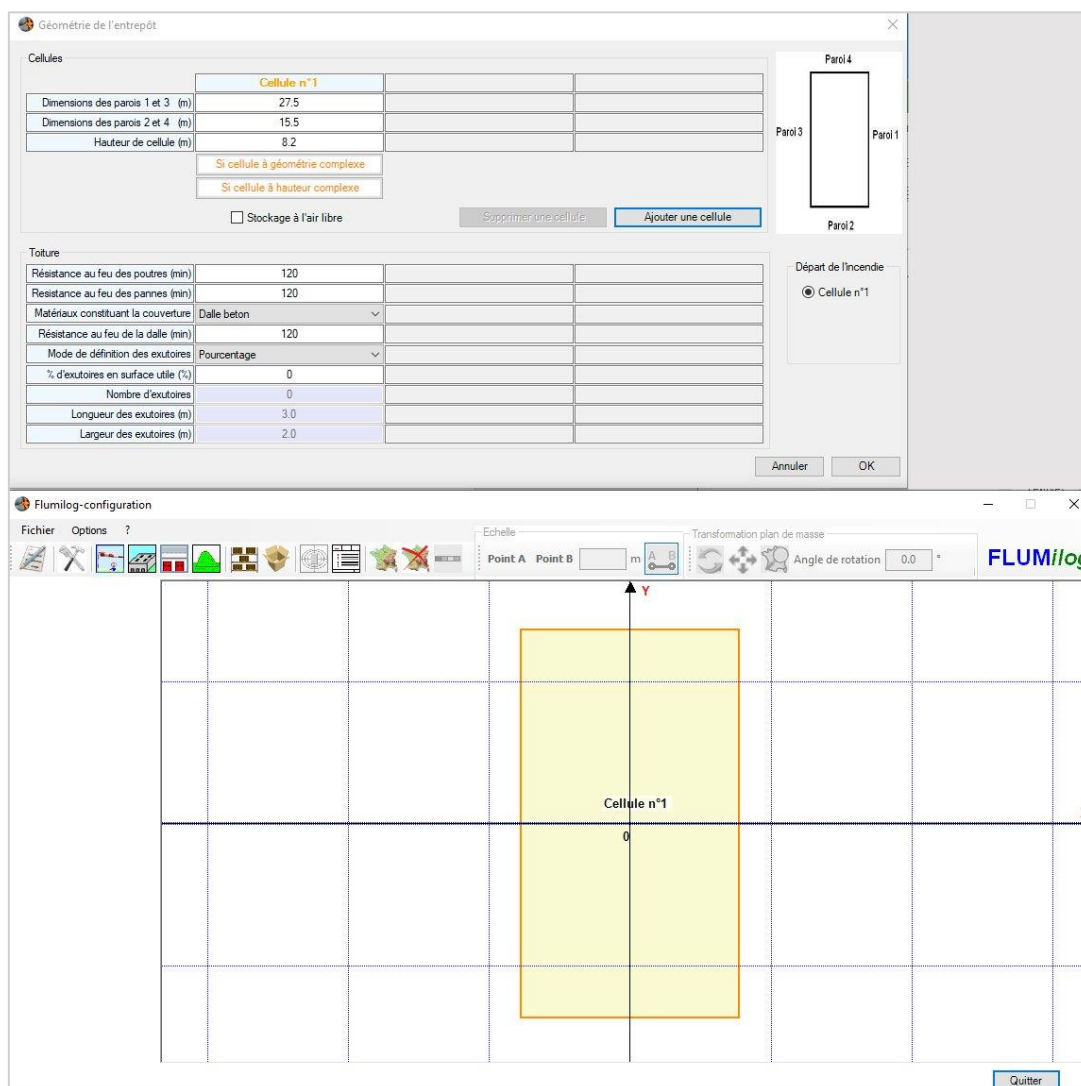 Géométrie de l'entrepôt
Cellules
Cellule n°1
Dimensions des parois 1 et 3 (m) 27.5
Dimensions des parois 2 et 4 (m) 15.5
Hauteur de cellule (m) 8.2
Si cellule à géométrie complexe
Si cellule à hauteur complexe
Stockage à l'air libre
Supprimer une cellule
Ajouter une cellule
Paroi 4
Paroi 3
Paroi 1
Paroi 2
Toiture
Résistance au feu des poutres (min) 120
Resistance au feu des pannes (min) 120
Matériaux constituant la couverture Dalle beton
Résistance au feu de la dalle (min) 120
Mode de définition des exutoires Pourcentage
% d'exutoires en surface utile (%) 0
Nombre d'exutoires 0
Longueur des exutoires (m) 3.0
Largeur des exutoires (m) 2.0
Départ de l'incendie
Cellule n°1
Annuler
OK
Flumilog-configuration
Fichier Options ?
Echelle
Point A Point B m A B
Transformation plan de masse
Angle de rotation 0.0 °
FLUMilog
Y
Cellule n°1
0
Quitter